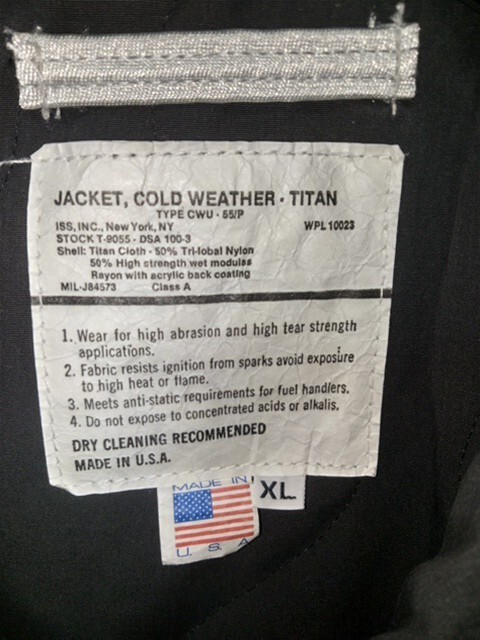 JACKET, COLD WEATHER - TITAN
TYPE CWU - 55/P
ISS, INC., New York, NY WPL 10023
STOCK T-9055 - DSA 100-3
Shell: Titan Cloth - 50% Tri-lobal Nylon
50% High strength wet modulas
Rayon with acrylic back coating
MIL-J84573 Class A
1. Wear for high abrasion and high tear strength
applications.
2. Fabric resists ignition from sparks avoid exposure
to high heat or flame.
3. Meets anti-static requirements for fuel handlers.
4. Do not expose to concentrated acids or alkalis.
DRY CLEANING RECOMMENDED
MADE IN U.S.A.
MADE IN
U. S. A
XL